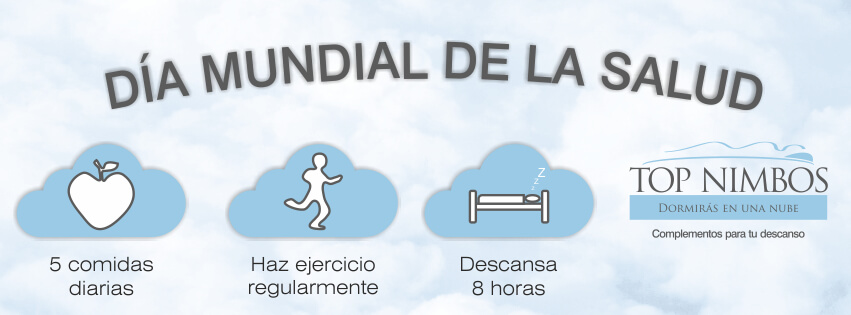 DÍA MUNDIAL DE LA SALUD
5 comidas
diarias
Haz ejercicio
regularmente
z z Z
Descansa
8 horas
TOP NIMBOS
DORMIRÁS EN UNA NUBE
Complementos para tu descanso